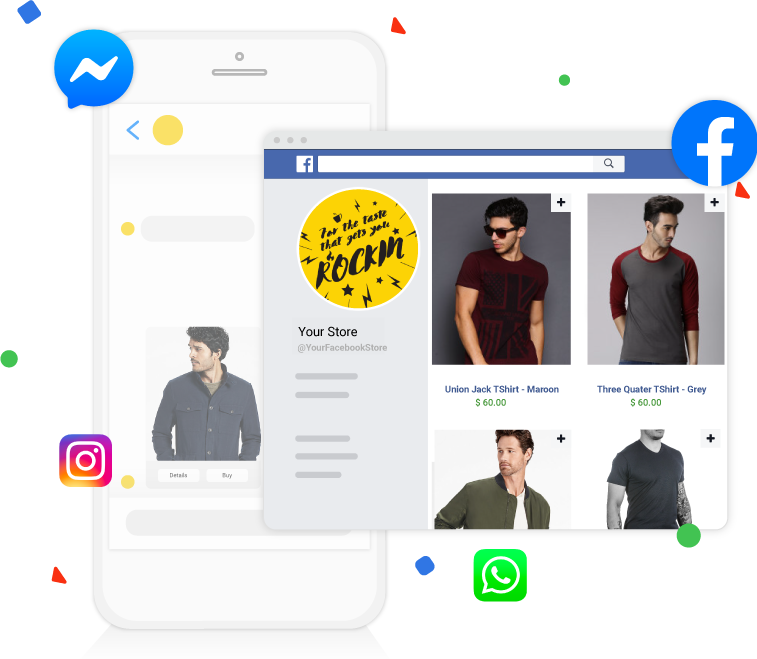 For the taste
that gets you
&
ROCKIN
Your Store
@YourFacebookStore
Union Jack TShirt - Maroon
$ 60.00
Three Quater TShirt - Grey
$ 60.00
Details
Buy